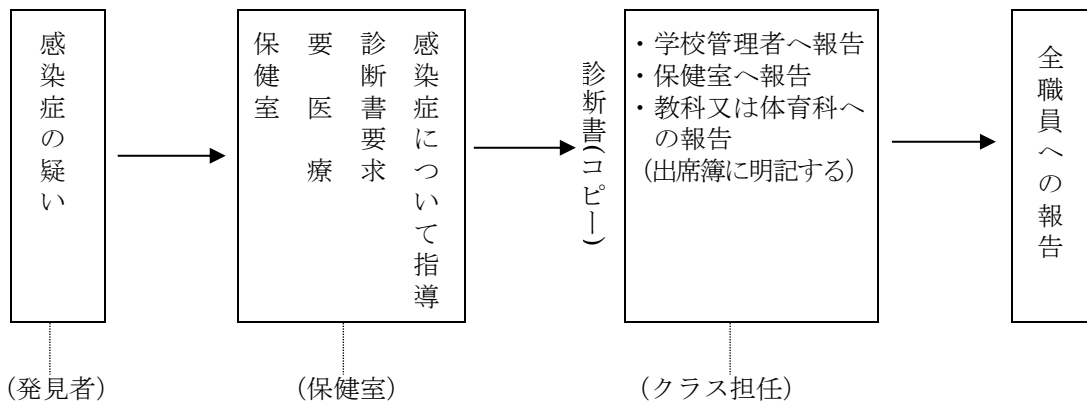 感染症の疑い
(発見者)
感染症について指導
診断書要求
要医療
保健室
(保健室)
診断書(コピー)
・学校管理者へ報告
・保健室へ報告
・教科又は体育科へ
の報告
(出席簿に明記する)
(クラス担任)
全職員への報告